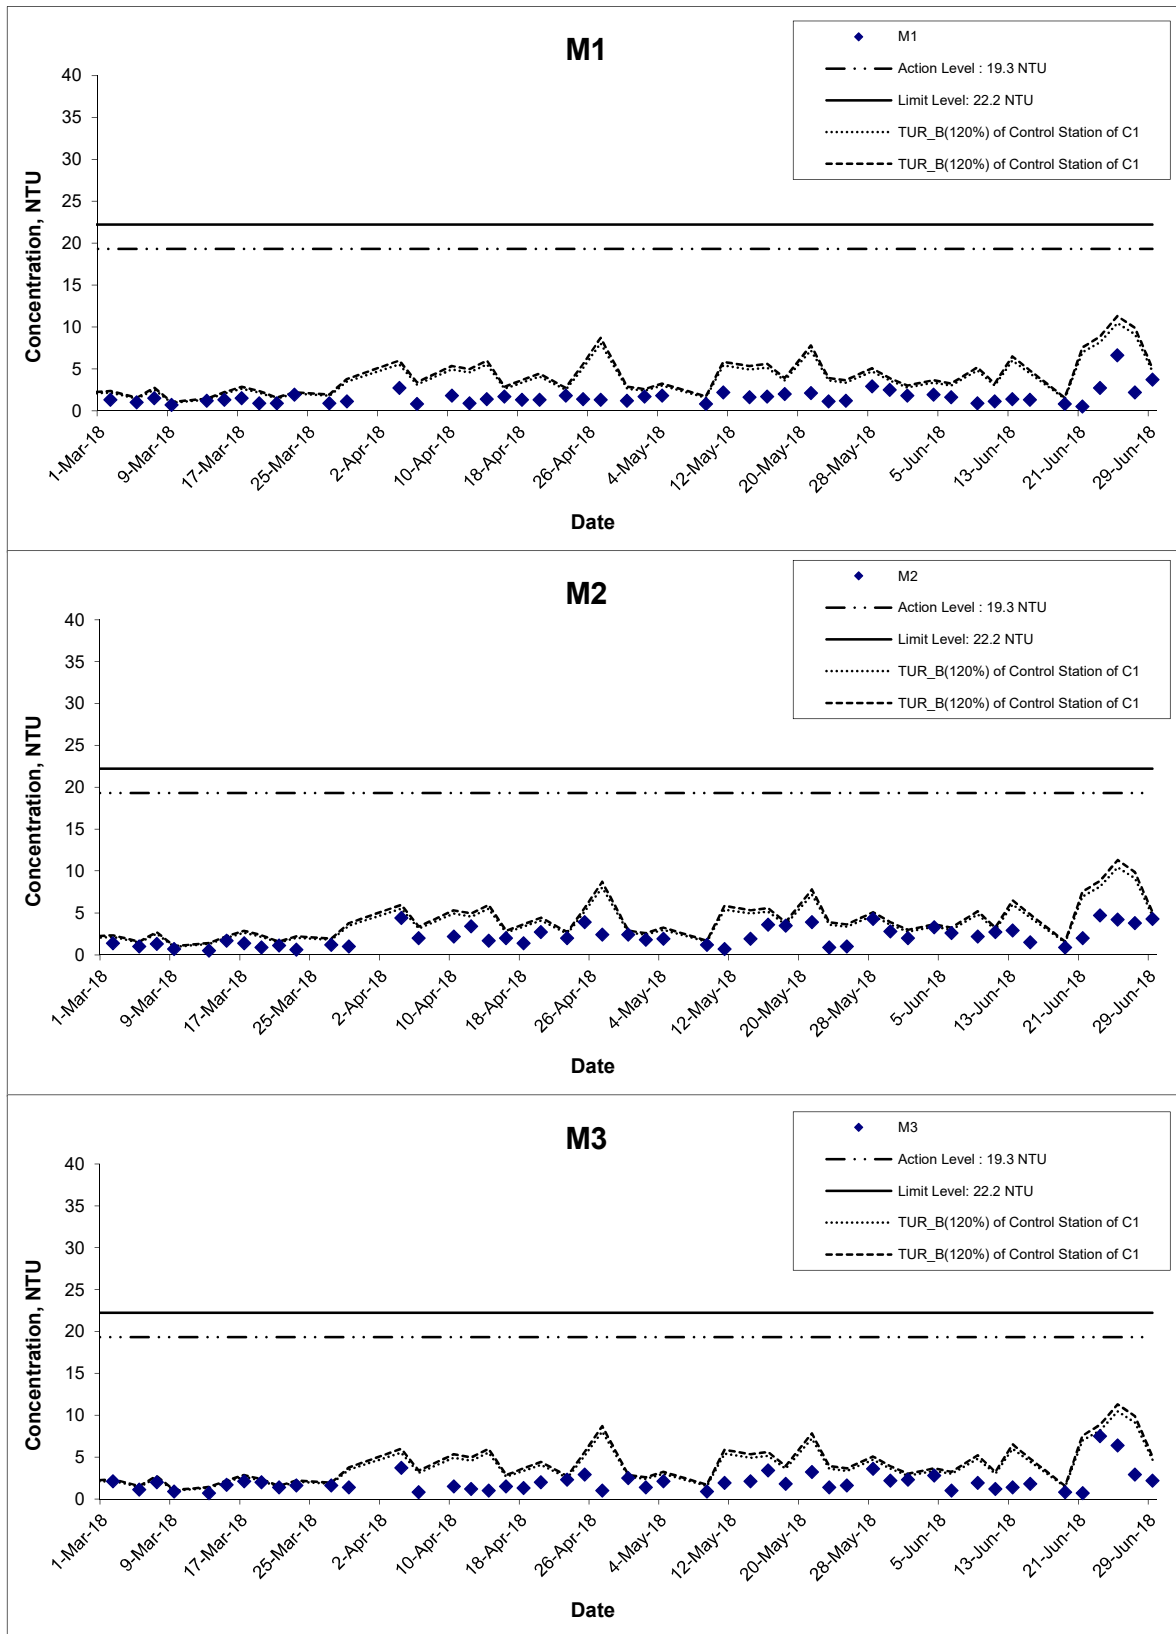 M1
M1
Action Level : 19.3 NTU
Limit Level: 22.2 NTU
TUR_B(120%) of Control Station of C1
TUR_B(120%) of Control Station of C1
Concentration, NTU
40
35
30
25
20
15
10
5
0
1-Mar-18
9-Mar-18
17-Mar-18
25-Mar-18
2-Apr-18
10-Apr-18
18-Apr-18
26-Apr-18
4-May-18
12-May-18
20-May-18
28-May-18
5-Jun-18
13-Jun-18
21-Jun-18
29-Jun-18
Date
M2
M2
Action Level : 19.3 NTU
Limit Level: 22.2 NTU
TUR_B(120%) of Control Station of C1
TUR_B(120%) of Control Station of C1
Concentration, NTU
40
35
30
25
20
15
10
5
0
1-Mar-18
9-Mar-18
17-Mar-18
25-Mar-18
2-Apr-18
10-Apr-18
18-Apr-18
26-Apr-18
4-May-18
12-May-18
20-May-18
28-May-18
5-Jun-18
13-Jun-18
21-Jun-18
29-Jun-18
Date
M3
M3
Action Level : 19.3 NTU
Limit Level: 22.2 NTU
TUR_B(120%) of Control Station of C1
TUR_B(120%) of Control Station of C1
Concentration, NTU
40
35
30
25
20
15
10
5
0
1-Mar-18
9-Mar-18
17-Mar-18
25-Mar-18
2-Apr-18
10-Apr-18
18-Apr-18
26-Apr-18
4-May-18
12-May-18
20-May-18
28-May-18
5-Jun-18
13-Jun-18
21-Jun-18
29-Jun-18
Date